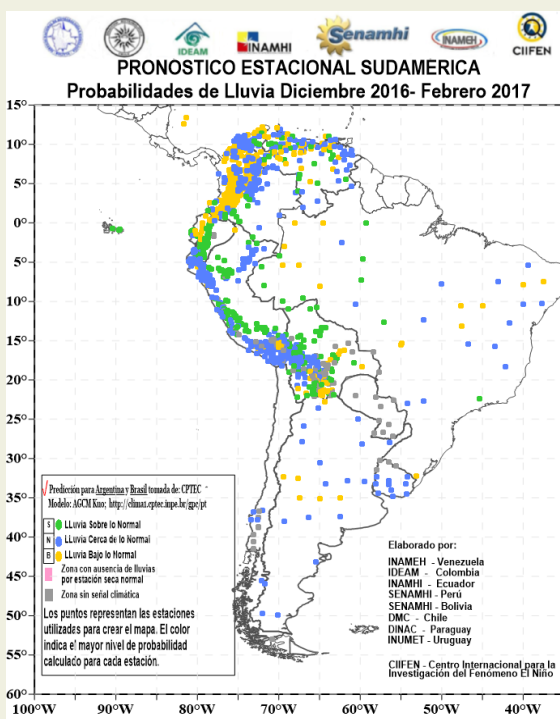 IDEAM
INAMHI
Senamhi
INAMEH
CIIFEN
PRONOSTICO ESTACIONAL SUDAMERICA
Probabilidades de Lluvia Diciembre 2016- Febrero 2017
15°
10°
5°
0°
5°S
10°S
15°S
20°S
25°S
30°S
35°S
40°S
45°S
50°S
55°S
60°S
100°W
90°W
80°W
70°W
60°W
50°W
40°W
Predicción para Argentina y Brasil tomada de: CPTEC -
Modelo: AGCM Kuo; http://clima1.cptec.inpe.br/gpc/pt
S LLuvia Sobre lo Normal
N LLuvia Cerca de lo Normal
B LLuvia Bajo lo Normal
Zona con ausencia de lluvias
por estación seca normal
Zona sin señal climática
Los puntos representan las estaciones
utilizadas para crear el mapa. El color
indica el mayor nivel de probabilidad
calculado para cada estación.
Elaborado por:
INAMEH - Venezuela
IDEAM - Colombia
INAMHI - Ecuador
SENAMHI - Perú
SENAMHI - Bolivia
DMC - Chile
DINAC - Paraguay
INUMET - Uruguay
CIIFEN - Centro Internacional para la
Investigación del Fenómeno El Niño